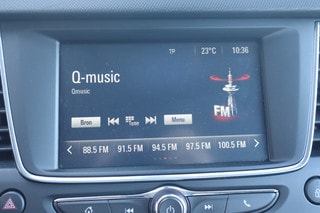 TP 23°C 10:36
Q-music
Qmusic
FM
Bron Tune Menu
88.5 FM 91.5 FM 94.5 FM 97.5 FM 100.5 FM